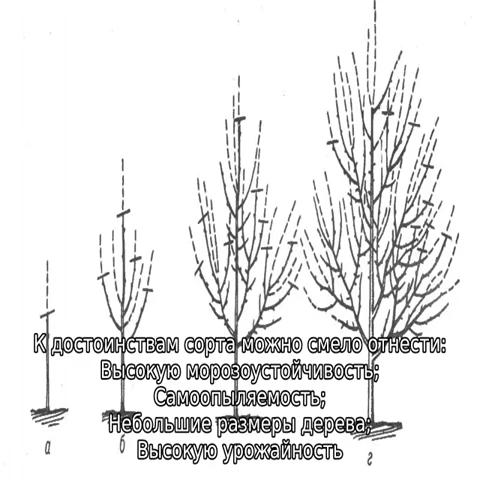 К достоинствам сорта можно смело отнести:
Высокую морозоустойчивость;
Самоопыляемость;
Небольшие размеры дерева;
Высокую урожайность
а б г